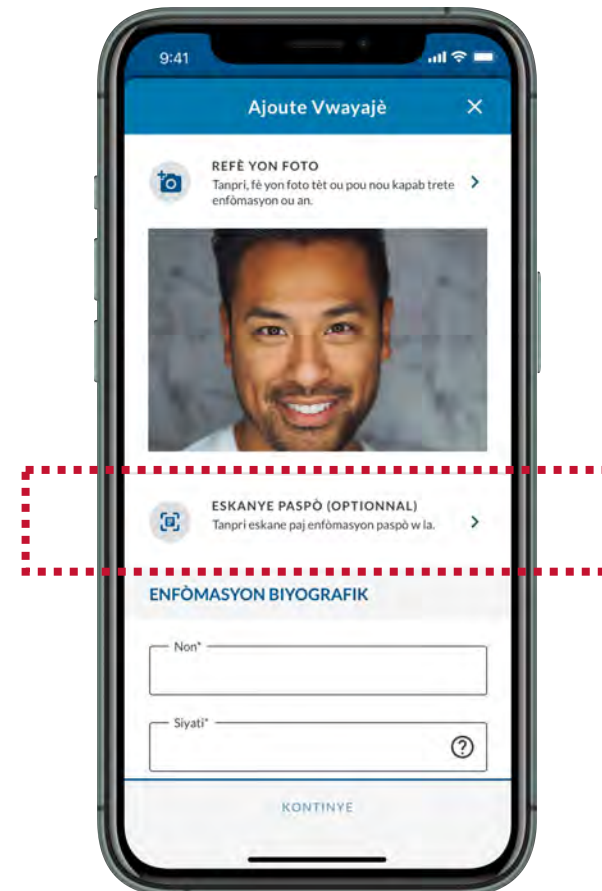 9:41
Ajoute Vwayajè
REFÈ YON FOTO
Tanpri, fè yon foto tèt ou pou nou kapab trete
enfòmasyon ou an.
ESKANYE PASPÒ (OPTIONNAL)
Tanpri eskane paj enfòmasyon paspò w la.
ENFÒMASYON BIYOGRAFIK
Non*
Siyati*
KONTINYE